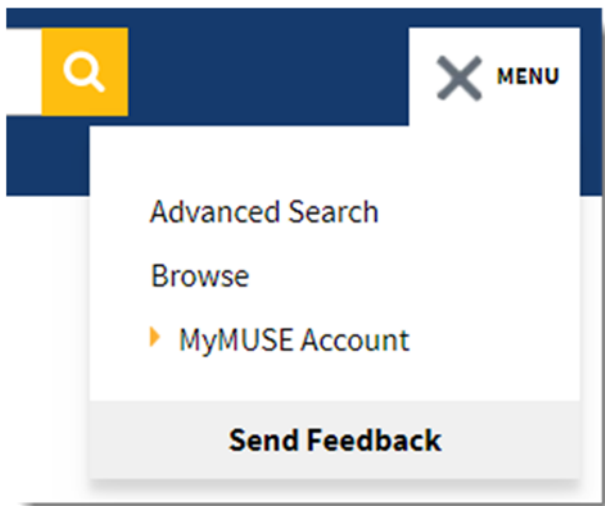 MENU
Advanced Search
Browse
MyMUSE Account
Send Feedback